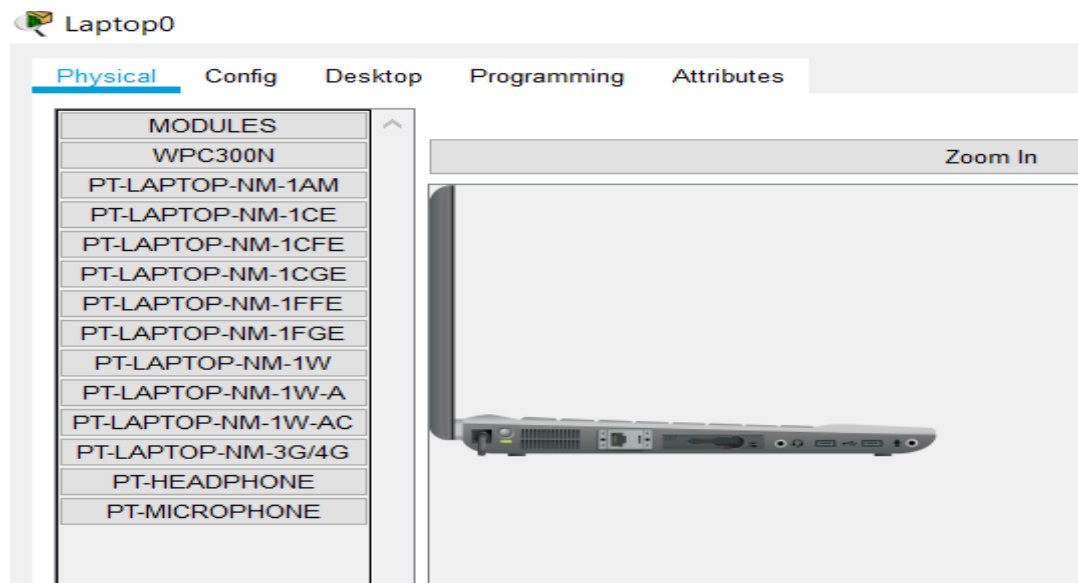 Laptop0
Physical Config Desktop Programming Attributes
MODULES
WPC300N
PT-LAPTOP-NM-1AM
PT-LAPTOP-NM-1CE
PT-LAPTOP-NM-1CFE
PT-LAPTOP-NM-1CGE
PT-LAPTOP-NM-1FFE
PT-LAPTOP-NM-1FGE
PT-LAPTOP-NM-1W
PT-LAPTOP-NM-1W-A
PT-LAPTOP-NM-1W-AC
PT-LAPTOP-NM-3G/4G
PT-HEADPHONE
PT-MICROPHONE
Zoom In